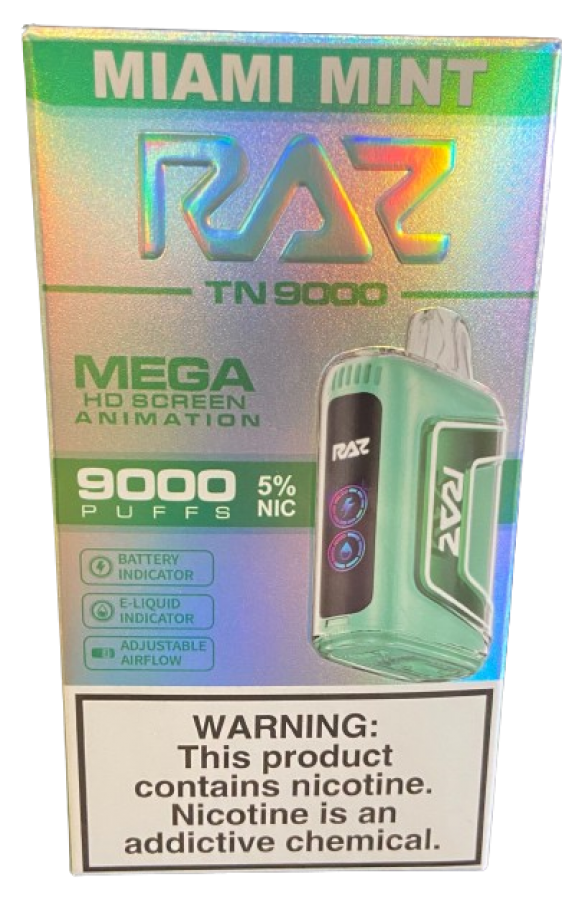 MIAMI MINT
RAZ
TN 9000
MEGA
HD SCREEN
ANIMATION
9000
PUFFS
5%
NIC
BATTERY
INDICATOR
E-LIQUID
INDICATOR
ADJUSTABLE
AIRFLOW
RAZ
RAZ
WARNING:
This product
contains nicotine.
Nicotine is an
addictive chemical.